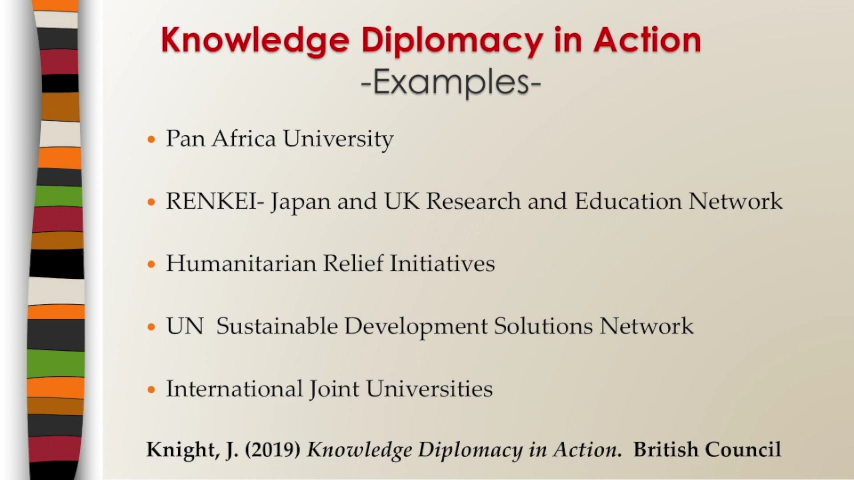 Knowledge Diplomacy in Action
-Examples-
• Pan Africa University
• RENKEI- Japan and UK Research and Education Network
• Humanitarian Relief Initiatives
• UN  Sustainable Development Solutions Network
• International Joint Universities
Knight, J. (2019) Knowledge Diplomacy in Action.  British Council